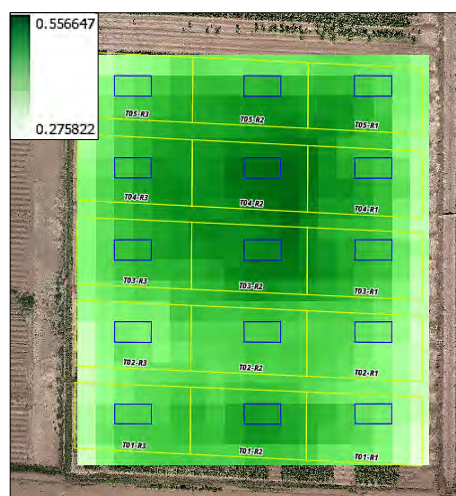 0.556647
0.275822
T05-R3
T05-R2
T05-R1
T04-R3
T04-R2
T04-R1
T03-R3
T03-R2
T03-R1
T02-R3
T02-R2
T02-R1
T01-R3
T01-R2
T01-R1